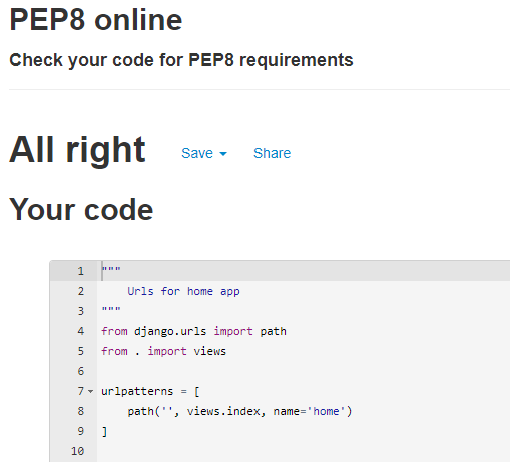 PEP8 online
Check your code for PEP8 requirements
All right Save Share
Your code
1 """
2     Urls for home app
3 """
4 from django.urls import path
5 from . import views
6
7 urlpatterns = [
8     path('', views.index, name='home')
9 ]
10